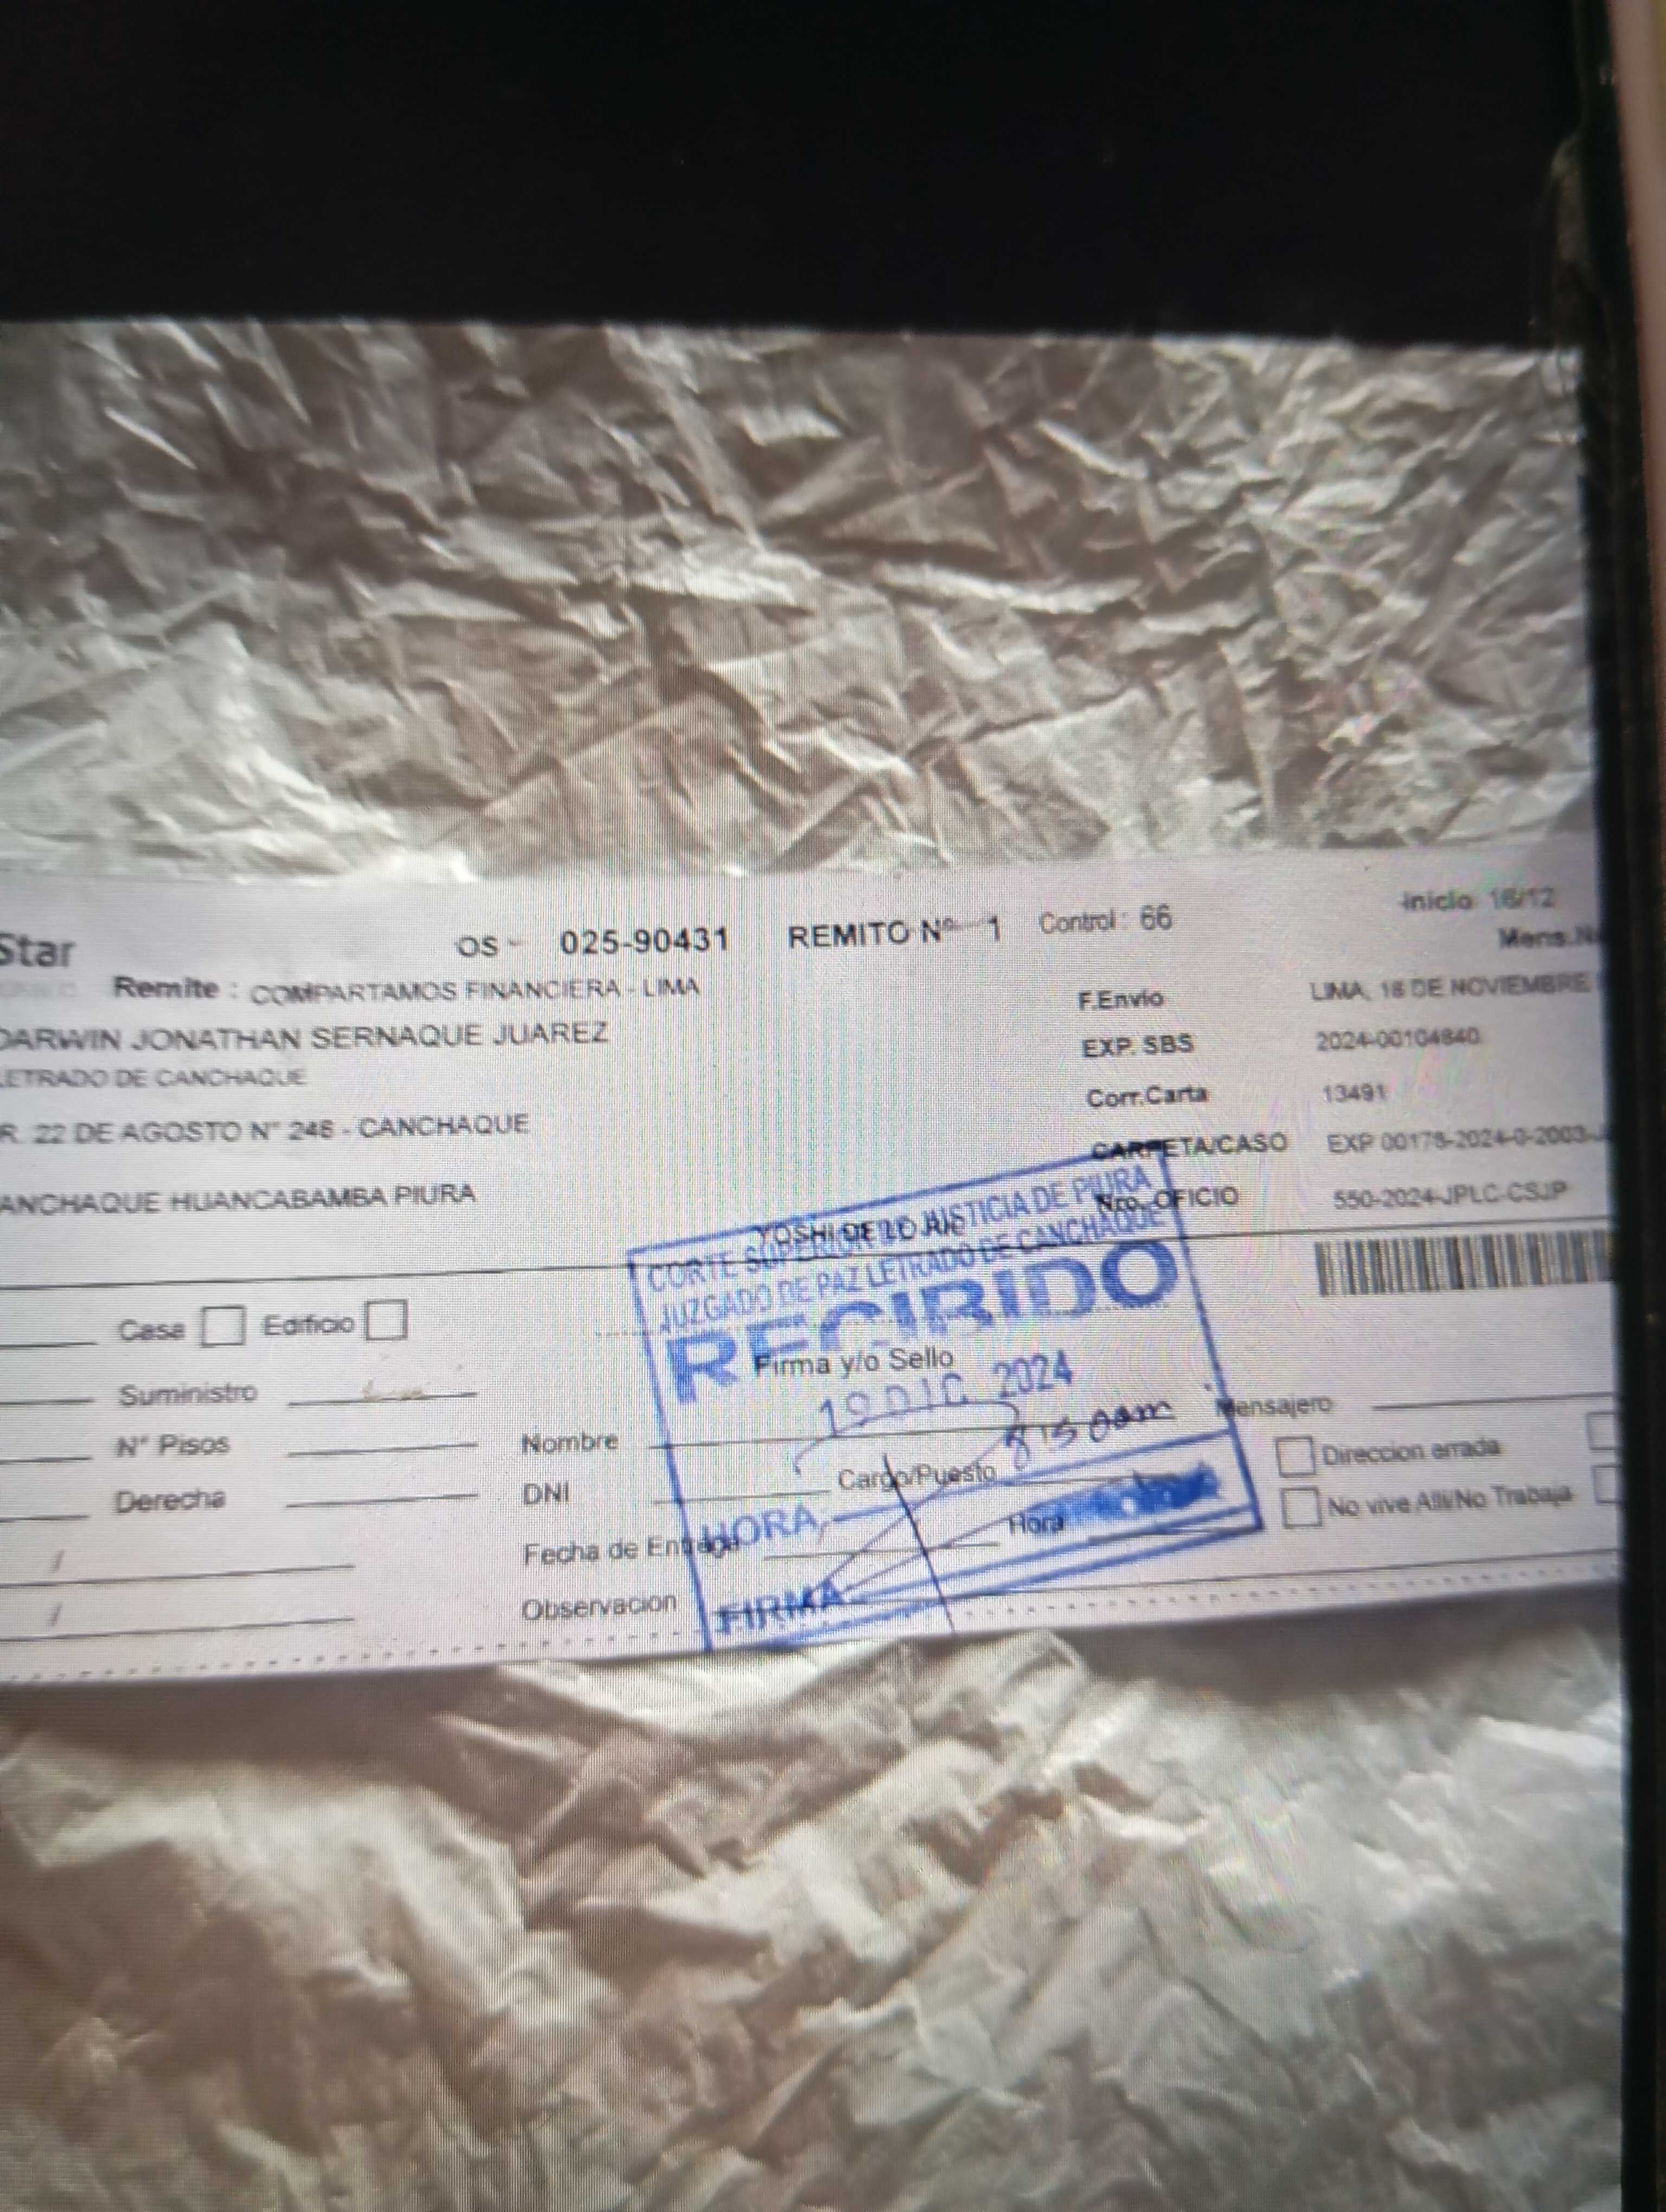 Star OS - 025-90431 REMITO N° 1 Control : 66 Inicio 16/12
Mens.N
Remite : COMPARTAMOS FINANCIERA - LIMA
F.Envio LIMA, 18 DE NOVIEMBRE
DARWIN JONATHAN SERNAQUE JUAREZ
EXP. SBS 2024-00104840
LETRADO DE CANCHAQUE
Corr.Carta 13491
R. 22 DE AGOSTO N° 246 - CANCHAQUE
CARPETA/CASO EXP 00175-2024-0-2003-
ANCHAQUE HUANCABAMBA PIURA
Nro. OFICIO 550-2024-JPLC-CSJP
CORTE SUPERIOR DE JUSTICIA DE PIURA
JUZGADO DE PAZ LETRADO DE CANCHAQUE
RECIBIDO
Casa Edificio
Firma y/o Sello
19 DIC 2024
Suministro
Mensajero
N° Pisos
Nombre
Direccion errada
Derecha
DNI
Cargo/Puesto
No vive Alli/No Trabaja
HORA
Fecha de Entrega
Hora
Observacion
FIRMA